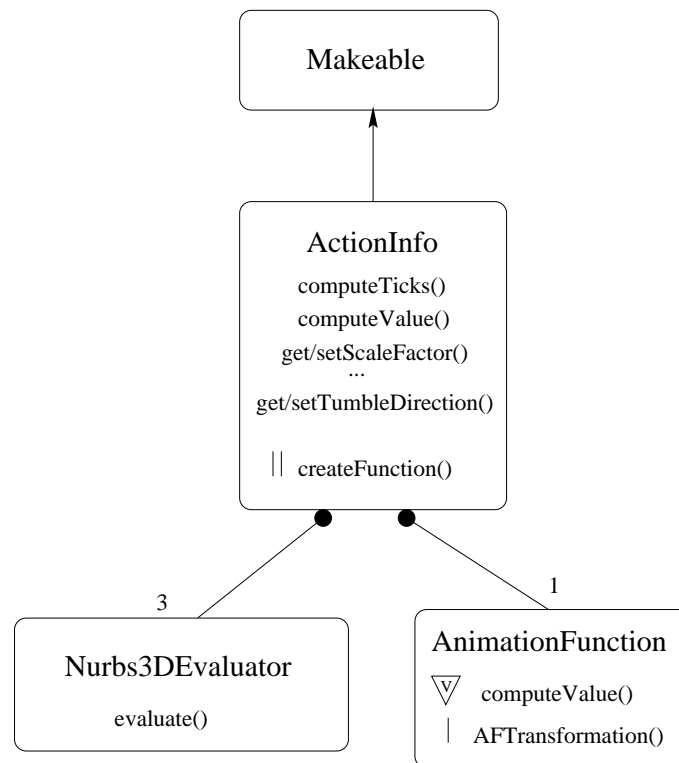 Makeable
ActionInfo
computeTicks()
computeValue()
get/setScaleFactor()
...
get/setTumbleDirection()
|| createFunction()
3
1
Nurbs3DEvaluator
evaluate()
AnimationFunction
V computeValue()
| AFTransformation()